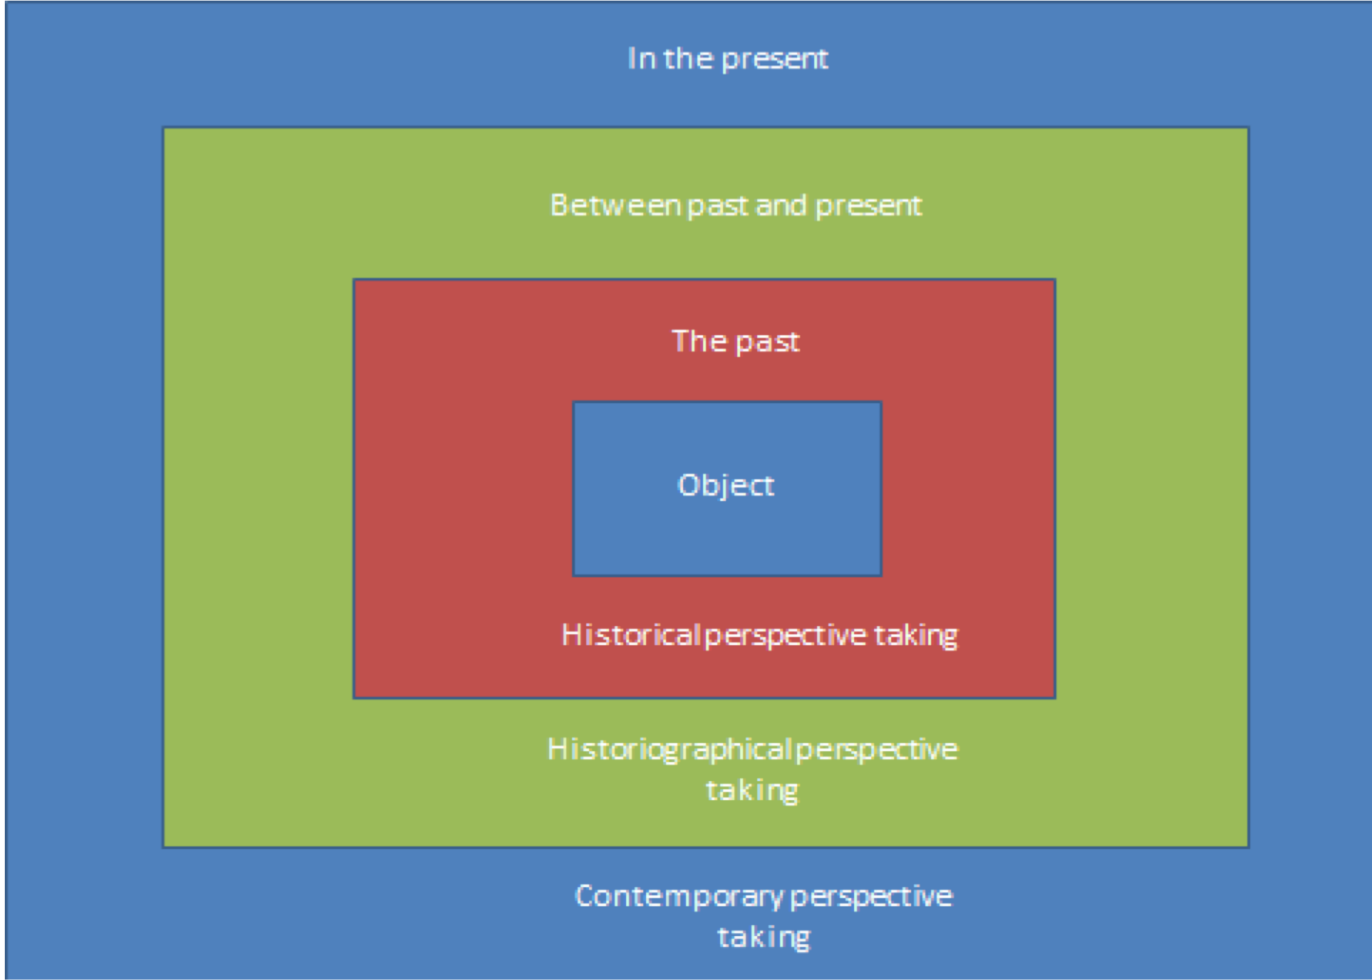 In the present
Between past and present
The past
Object
Historical perspective taking
Historiographical perspective
taking
Contemporary perspective
taking